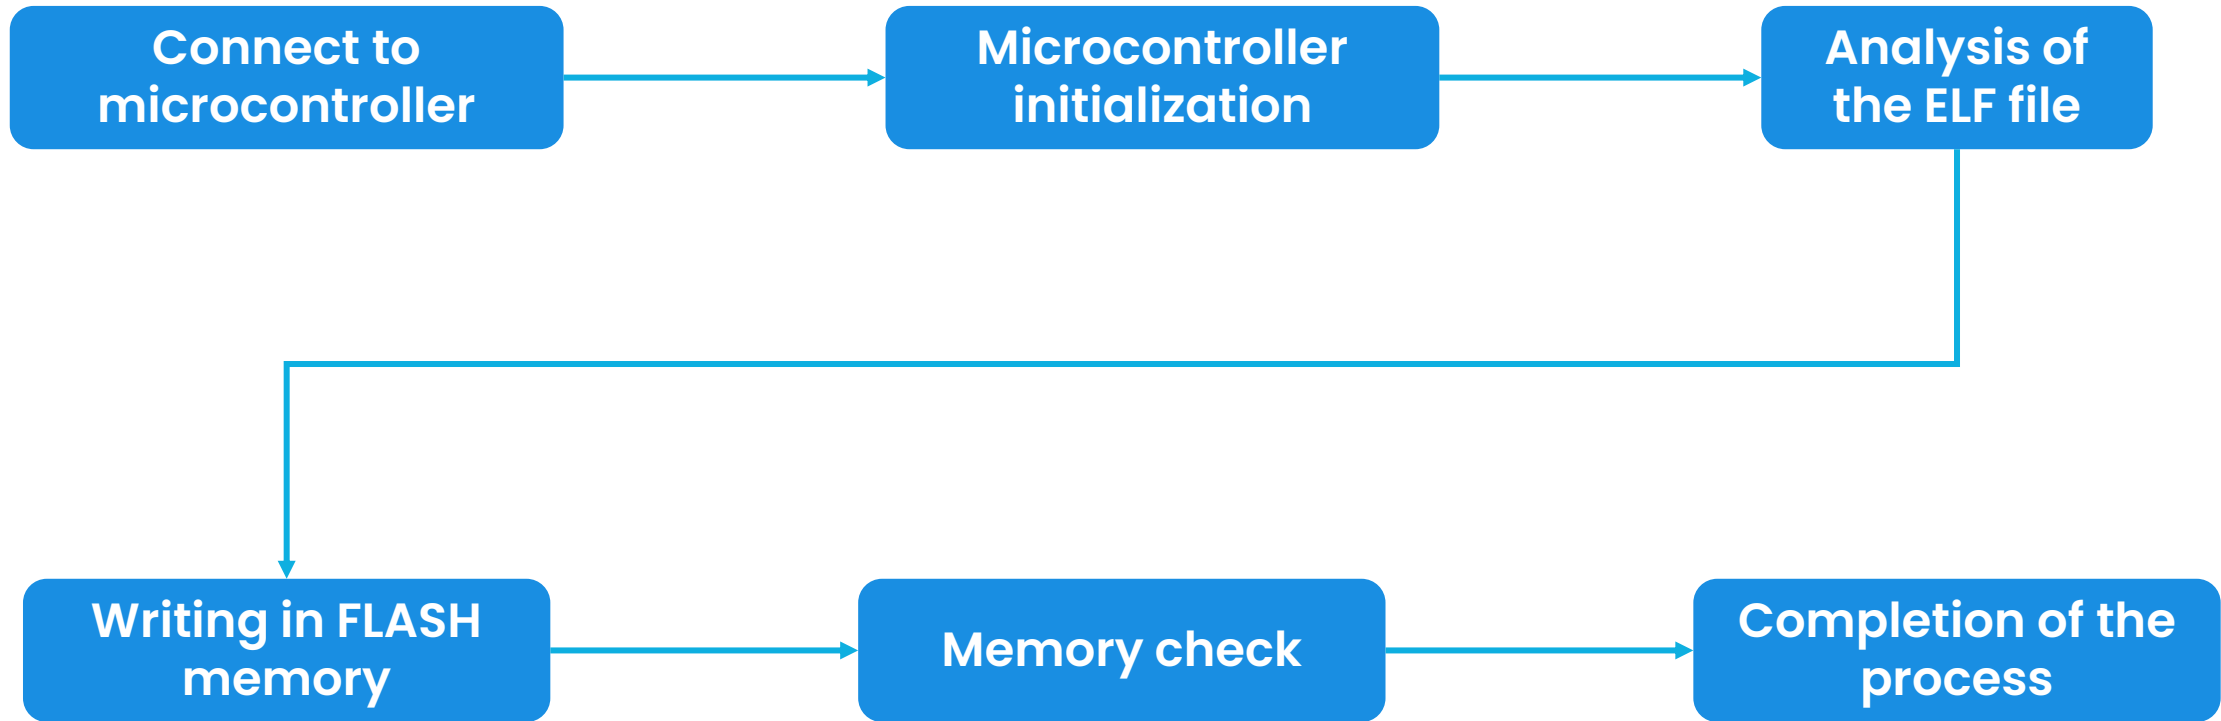 Connect to
microcontroller
Microcontroller
initialization
Analysis of
the ELF file
Writing in FLASH
memory
Memory check
Completion of the
process